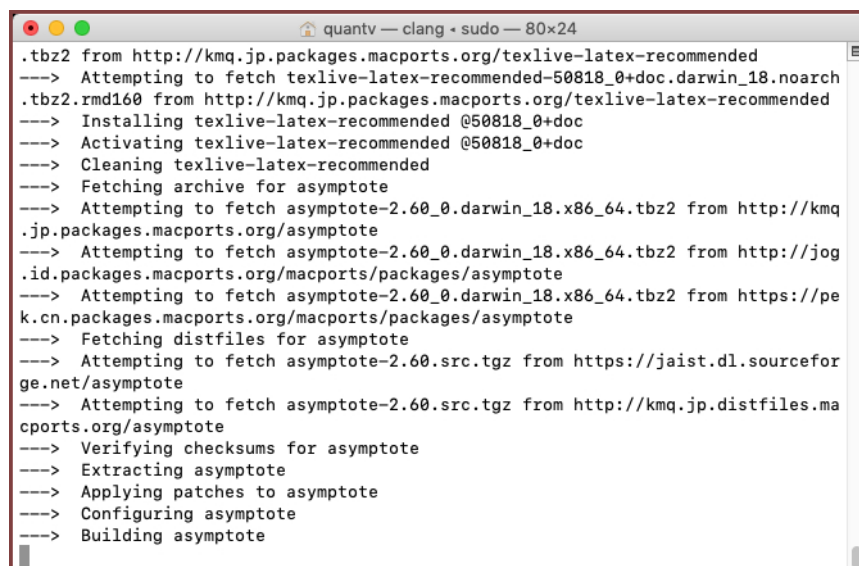 quantv — clang ◂ sudo — 80×24
.tbz2 from http://kmq.jp.packages.macports.org/texlive-latex-recommended
--->  Attempting to fetch texlive-latex-recommended-50818_0+doc.darwin_18.noarch
.tbz2.rmd160 from http://kmq.jp.packages.macports.org/texlive-latex-recommended
--->  Installing texlive-latex-recommended @50818_0+doc
--->  Activating texlive-latex-recommended @50818_0+doc
--->  Cleaning texlive-latex-recommended
--->  Fetching archive for asymptote
--->  Attempting to fetch asymptote-2.60_0.darwin_18.x86_64.tbz2 from http://kmq
.jp.packages.macports.org/asymptote
--->  Attempting to fetch asymptote-2.60_0.darwin_18.x86_64.tbz2 from http://jog
.id.packages.macports.org/macports/packages/asymptote
--->  Attempting to fetch asymptote-2.60_0.darwin_18.x86_64.tbz2 from https://pe
k.cn.packages.macports.org/macports/packages/asymptote
--->  Fetching distfiles for asymptote
--->  Attempting to fetch asymptote-2.60.src.tgz from https://jaist.dl.sourcefor
ge.net/asymptote
--->  Attempting to fetch asymptote-2.60.src.tgz from http://kmq.jp.distfiles.ma
cports.org/asymptote
--->  Verifying checksums for asymptote
--->  Extracting asymptote
--->  Applying patches to asymptote
--->  Configuring asymptote
--->  Building asymptote